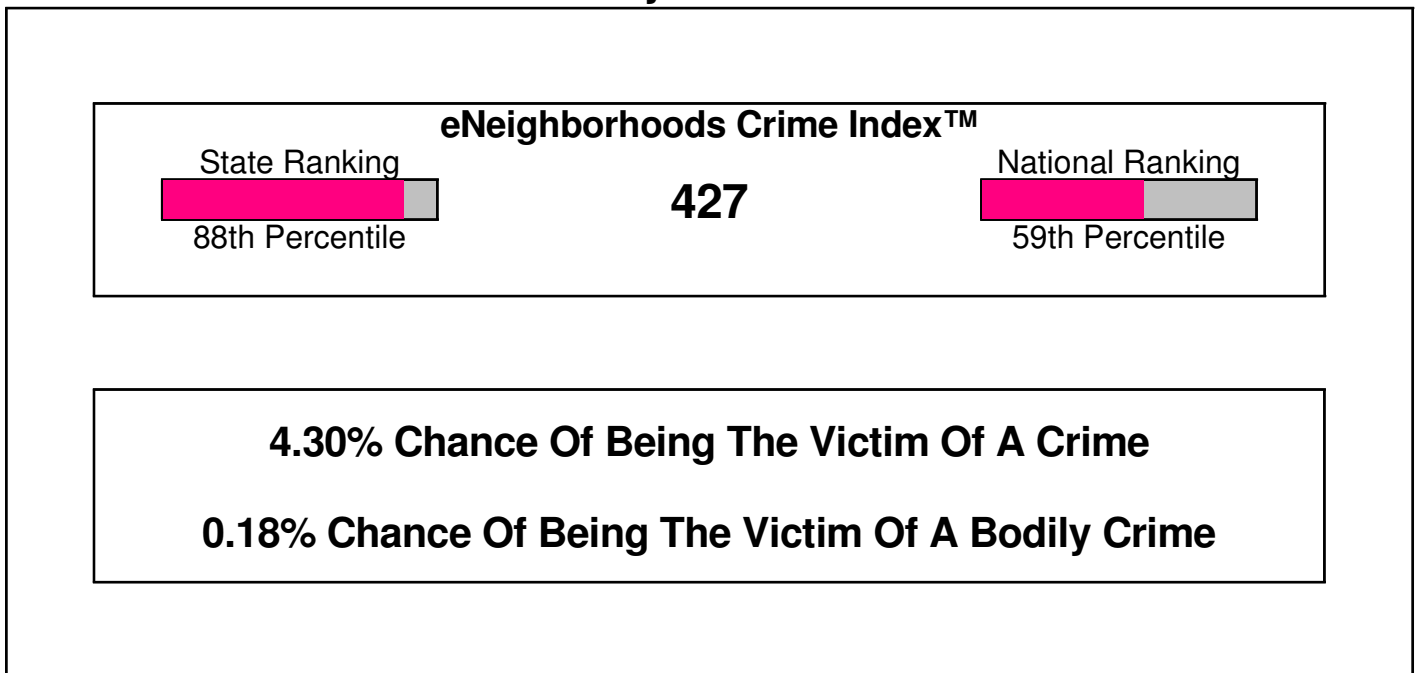 eNeighborhoods Crime Index™
State Ranking
National Ranking
427
88th Percentile
59th Percentile
4.30% Chance Of Being The Victim Of A Crime
0.18% Chance Of Being The Victim Of A Bodily Crime